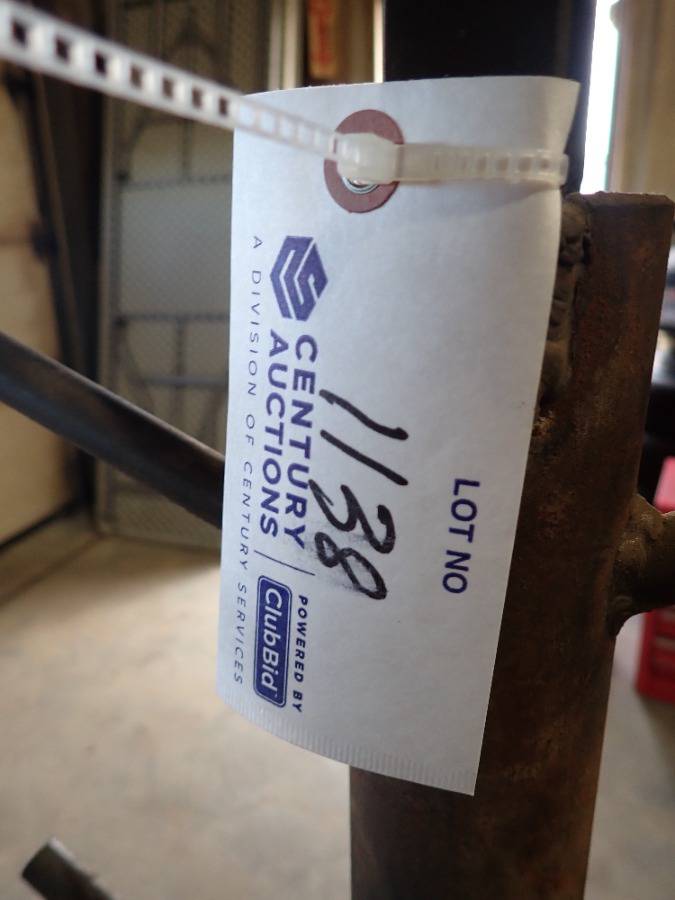 LOT NO
1138
CENTURY
AUCTIONS
A DIVISION OF CENTURY SERVICES
POWERED BY
ClubBid